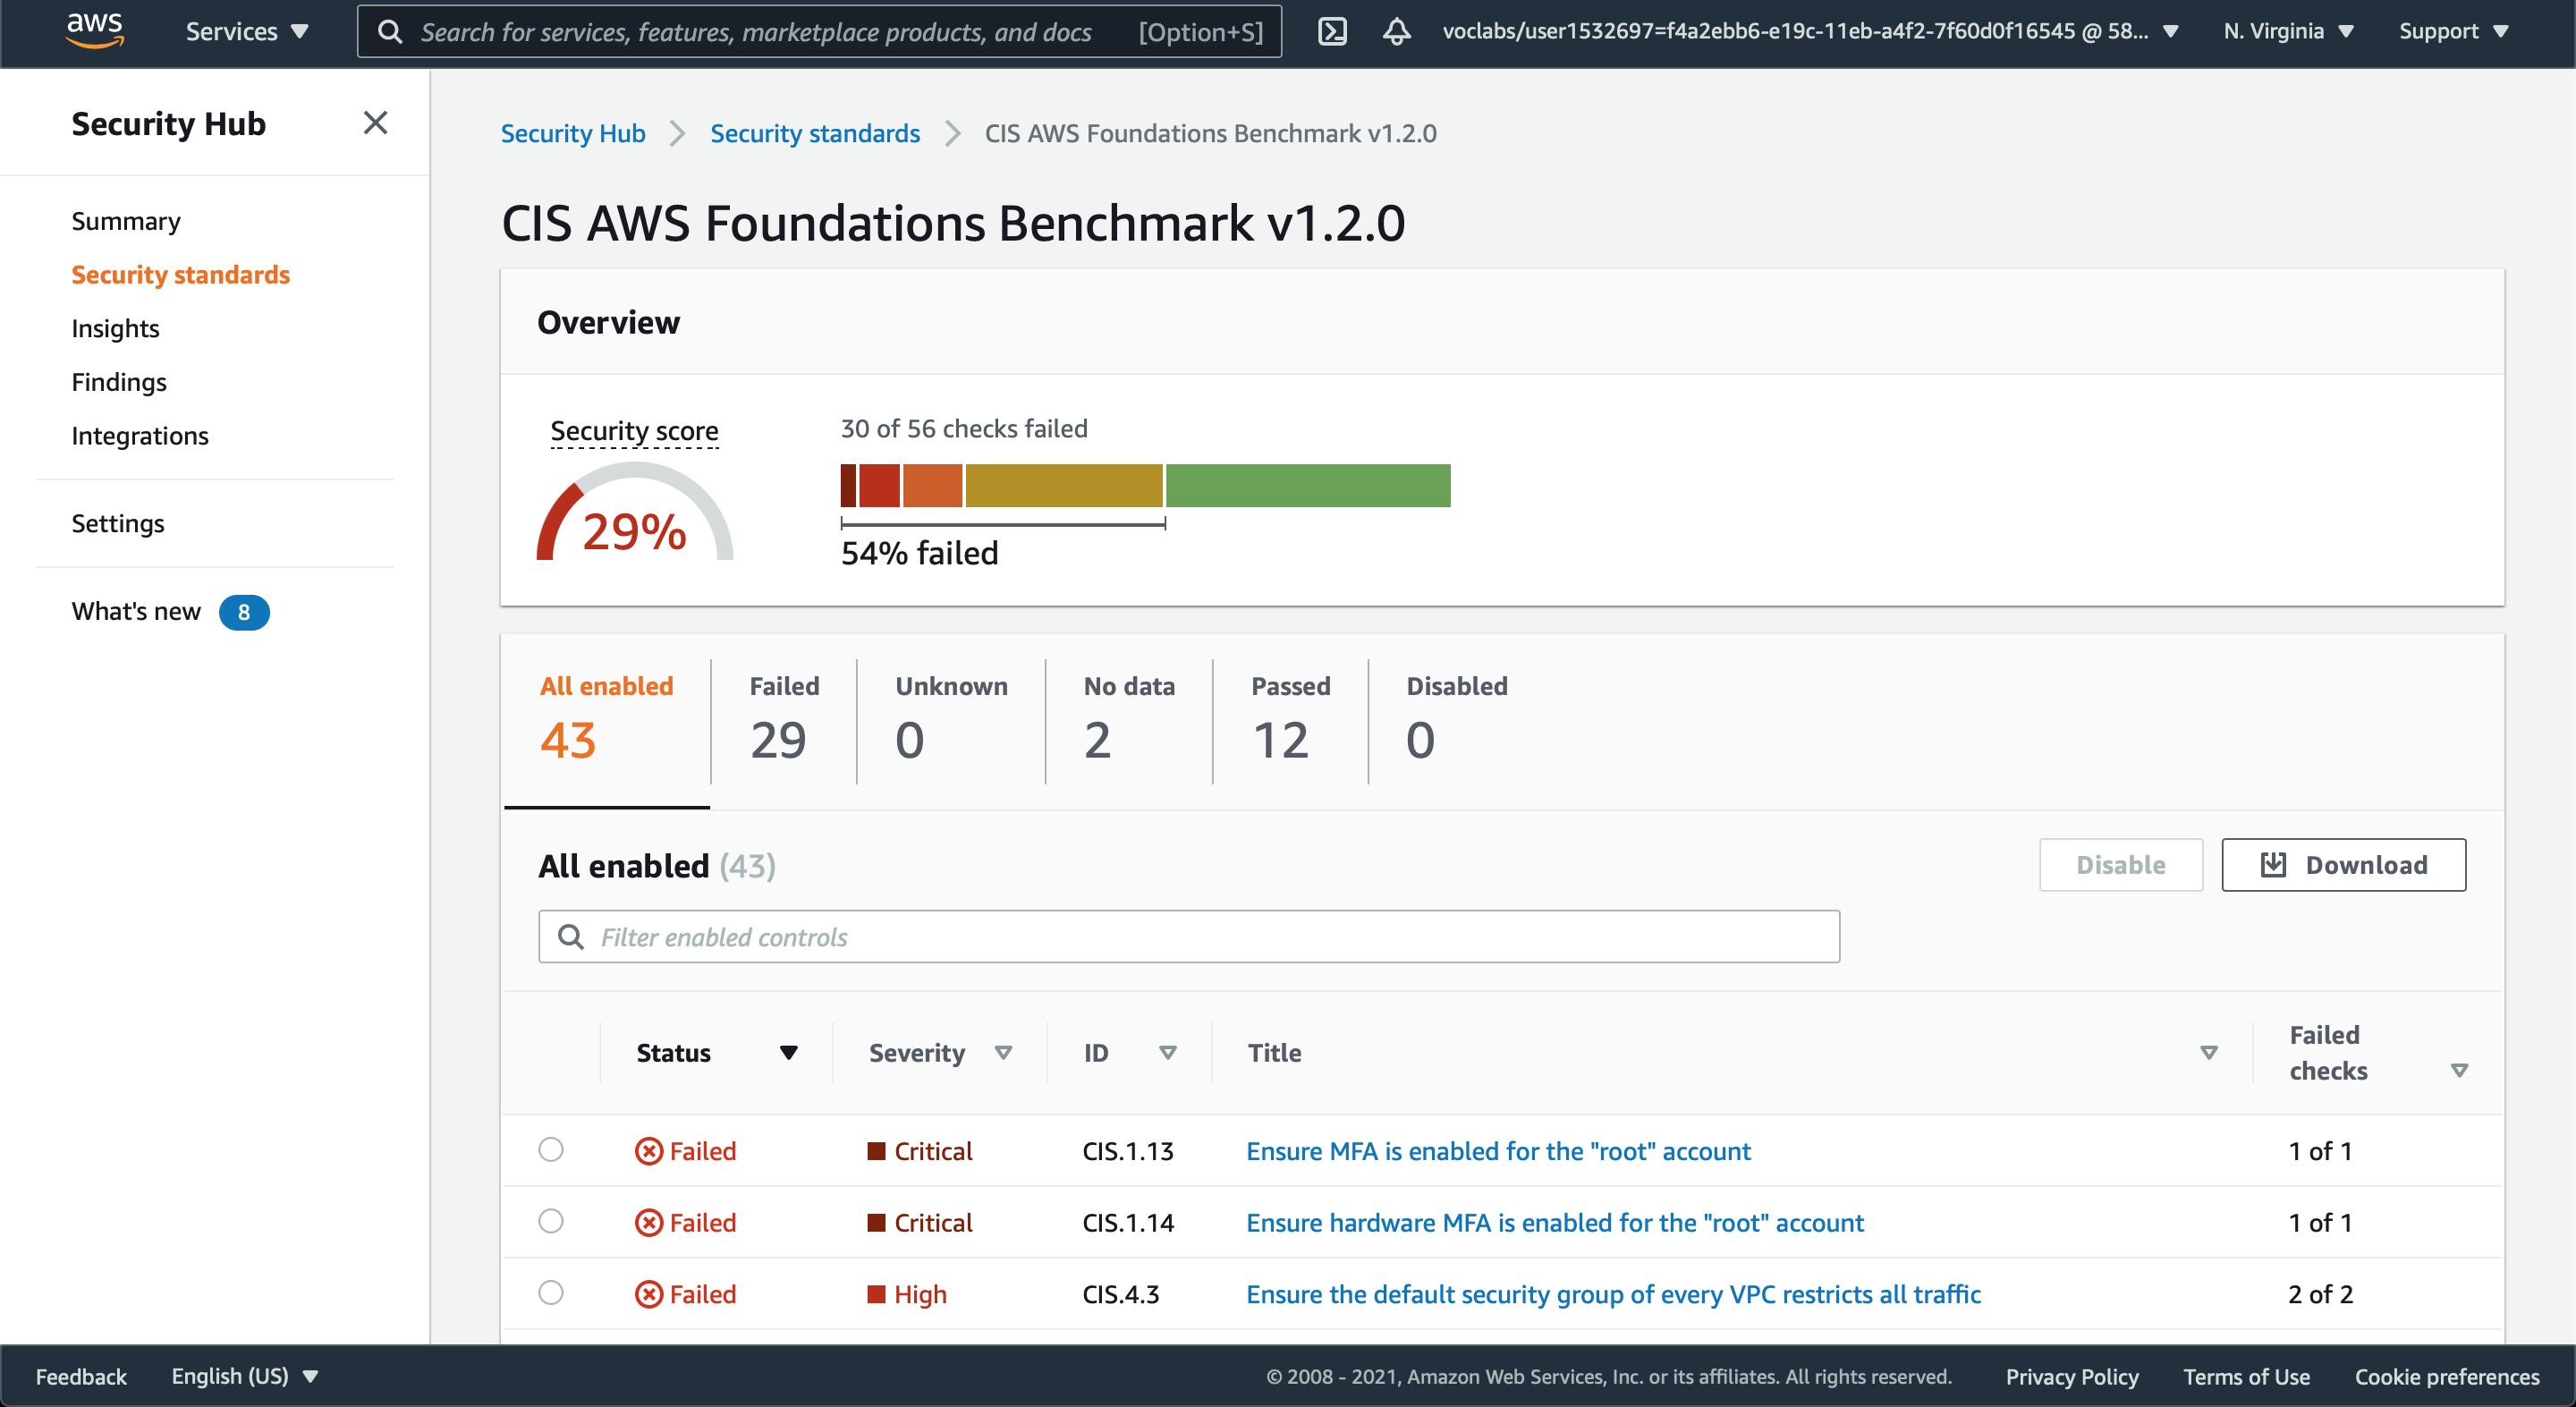 aws
Services
Search for services, features, marketplace products, and docs [Option+S]
voclabs/user1532697=f4a2ebb6-e19c-11eb-a4f2-7f60d0f16545 @ 58...
N. Virginia
Support
Security Hub
Summary
Security standards
Insights
Findings
Integrations
Settings
What's new 8
Security Hub Security standards CIS AWS Foundations Benchmark v1.2.0
CIS AWS Foundations Benchmark v1.2.0
Overview
Security score
29%
30 of 56 checks failed
54% failed
All enabled
43
Failed
29
Unknown
0
No data
2
Passed
12
Disabled
0
All enabled (43)
Disable
Download
Filter enabled controls
Status Severity ID Title Failed checks
Failed Critical CIS.1.13 Ensure MFA is enabled for the "root" account 1 of 1
Failed Critical CIS.1.14 Ensure hardware MFA is enabled for the "root" account 1 of 1
Failed High CIS.4.3 Ensure the default security group of every VPC restricts all traffic 2 of 2
Feedback English (US) © 2008 - 2021, Amazon Web Services, Inc. or its affiliates. All rights reserved. Privacy Policy Terms of Use Cookie preferences